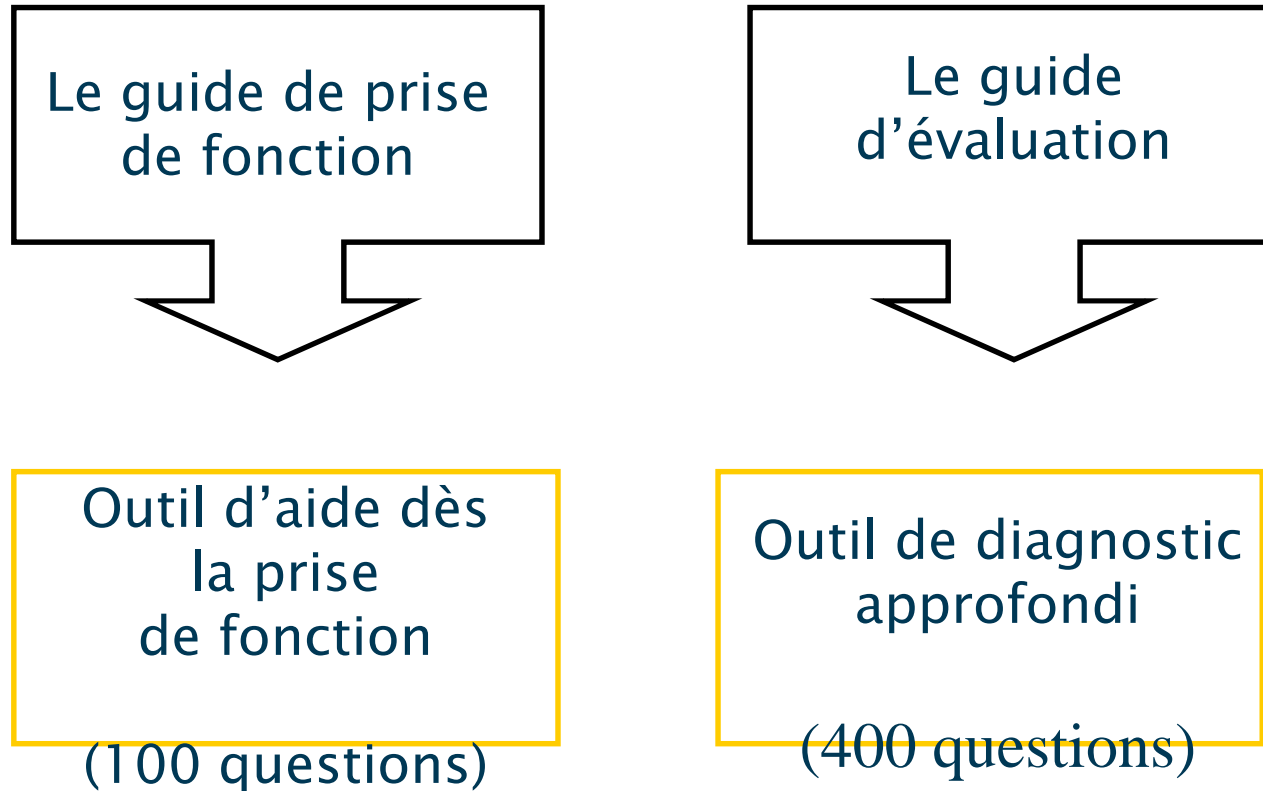 Le guide de prise
de fonction
Le guide
d’évaluation
Outil d’aide dès
la prise
de fonction
(100 questions)
Outil de diagnostic
approfondi
(400 questions)